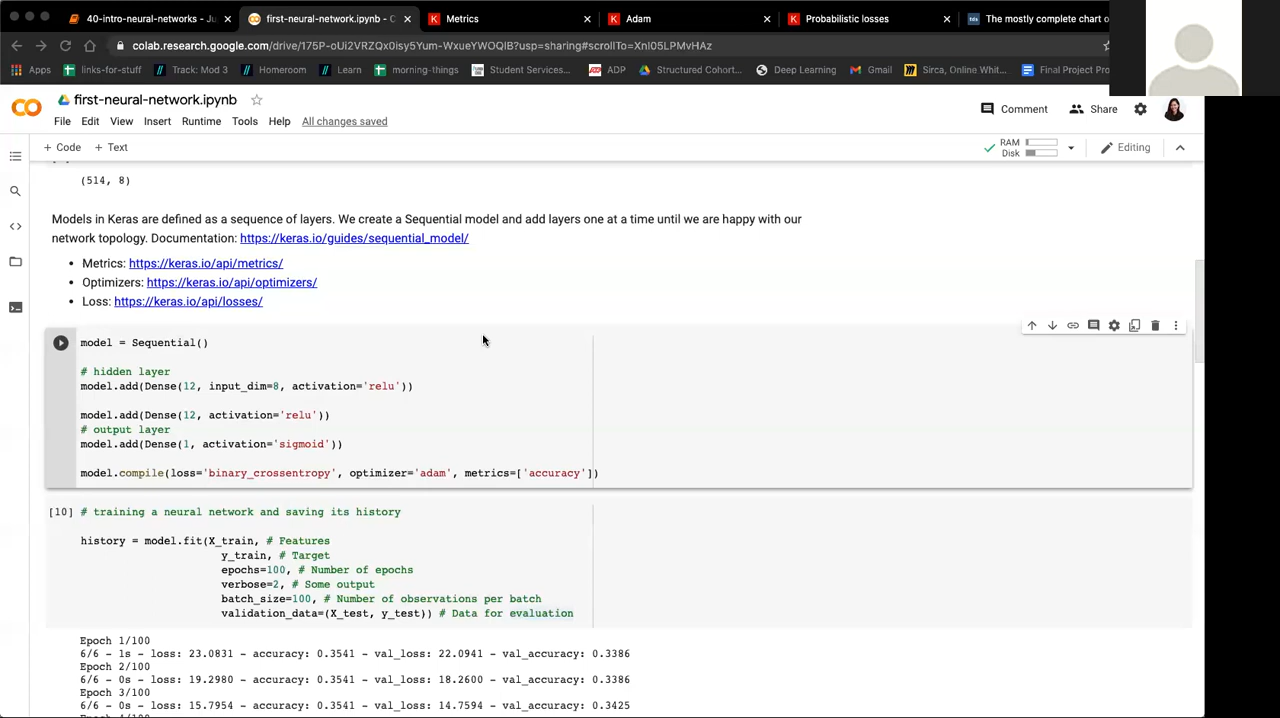 40-intro-neural-networks - Ju
first-neural-network.ipynb - C
Metrics
Adam
Probabilistic losses
The mostly complete chart o
colab.research.google.com/drive/175P-oUi2VRZQx0isy5Yum-WxueYWOQlB?usp=sharing#scrollTo=XnI05LPMvHAz
Apps
links-for-stuff
Track: Mod 3
Homeroom
Learn
morning-things
Student Services...
ADP
Structured Cohort...
Deep Learning
Gmail
Sirca, Online Whit...
Final Project Pro
first-neural-network.ipynb
Comment
Share
File Edit View Insert Runtime Tools Help All changes saved
+ Code + Text
RAM
Disk
Editing
(514, 8)
Models in Keras are defined as a sequence of layers. We create a Sequential model and add layers one at a time until we are happy with our
network topology. Documentation: https://keras.io/guides/sequential_model/
• Metrics: https://keras.io/api/metrics/
• Optimizers: https://keras.io/api/optimizers/
• Loss: https://keras.io/api/losses/
model = Sequential()
# hidden layer
model.add(Dense(12, input_dim=8, activation='relu'))
model.add(Dense(12, activation='relu'))
# output layer
model.add(Dense(1, activation='sigmoid'))
model.compile(loss='binary_crossentropy', optimizer='adam', metrics=['accuracy'])
[10] # training a neural network and saving its history
history = model.fit(X_train, # Features
y_train, # Target
epochs=100, # Number of epochs
verbose=2, # Some output
batch_size=100, # Number of observations per batch
validation_data=(X_test, y_test)) # Data for evaluation
Epoch 1/100
6/6 - 1s - loss: 23.0831 - accuracy: 0.3541 - val_loss: 22.0941 - val_accuracy: 0.3386
Epoch 2/100
6/6 - 0s - loss: 19.2980 - accuracy: 0.3541 - val_loss: 18.2600 - val_accuracy: 0.3386
Epoch 3/100
6/6 - 0s - loss: 15.7954 - accuracy: 0.3541 - val_loss: 14.7594 - val_accuracy: 0.3425